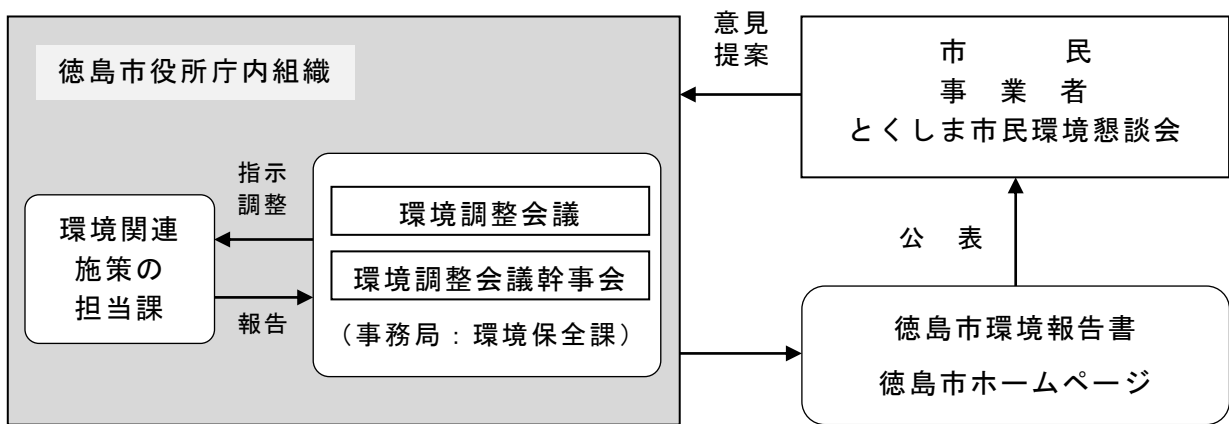 徳島市役所庁内組織
環境関連
施策の
担当課
指示
調整
報告
環境調整会議
環境調整会議幹事会
（事務局：環境保全課）
意見
提案
市　　民
事　業　者
とくしま市民環境懇談会
公　表
徳島市環境報告書
徳島市ホームページ